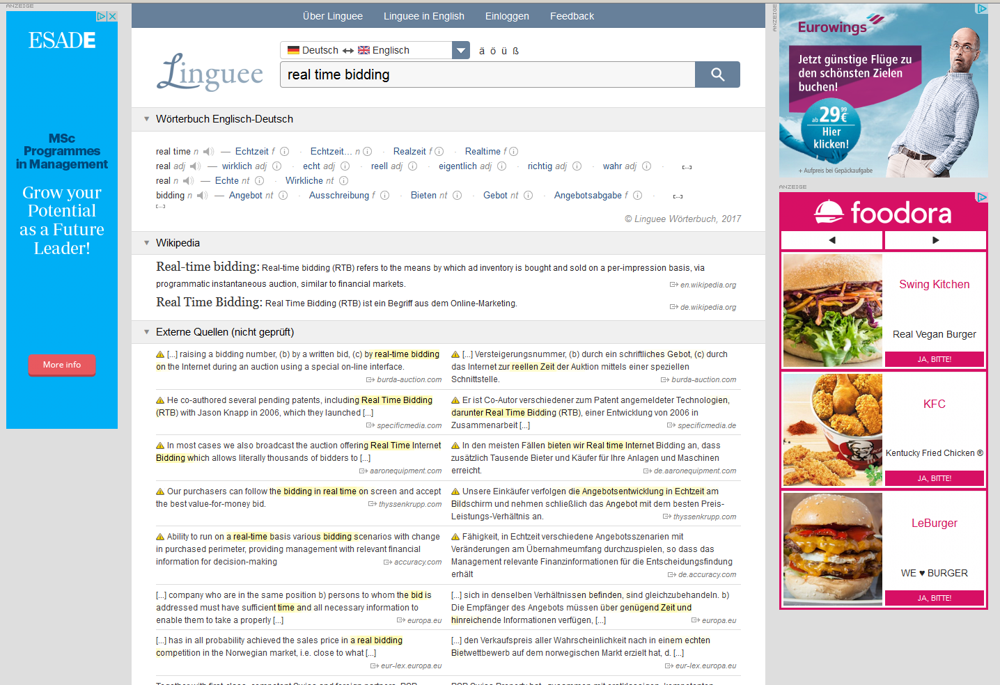 ANZEIGE
ESADE
MSc
Programmes
in Management
Grow your
Potential
as a Future
Leader!
More info
Über Linguee Linguee in English Einloggen Feedback
Linguee
Deutsch ↔ Englisch ä ö ü ß
real time bidding
Wörterbuch Englisch-Deutsch
real time n — Echtzeit f · Echtzeit... n · Realzeit f · Realtime f
real adj — wirklich adj · echt adj · reell adj · eigentlich adj · richtig adj · wahr adj · [...]
real n — Echte nt · Wirkliche nt
bidding n — Angebot nt · Ausschreibung f · Bieten nt · Gebot nt · Angebotsabgabe f · [...]
[...]
© Linguee Wörterbuch, 2017
Wikipedia
Real-time bidding: Real-time bidding (RTB) refers to the means by which ad inventory is bought and sold on a per-impression basis, via
programmatic instantaneous auction, similar to financial markets.
en.wikipedia.org
Real Time Bidding: Real Time Bidding (RTB) ist ein Begriff aus dem Online-Marketing.
de.wikipedia.org
Externe Quellen (nicht geprüft)
[...] raising a bidding number, (b) by a written bid, (c) by real-time bidding
on the Internet during an auction using a special on-line interface.
burda-auction.com
[...] Versteigerungsnummer, (b) durch ein schriftliches Gebot, (c) durch
das Internet zur reellen Zeit der Auktion mittels einer speziellen
Schnittstelle.
burda-auction.com
He co-authored several pending patents, including Real Time Bidding
(RTB) with Jason Knapp in 2006, which they launched [...]
specificmedia.com
Er ist Co-Autor verschiedener zum Patent angemeldeter Technologien,
darunter Real Time Bidding (RTB), einer Entwicklung von 2006 in
Zusammenarbeit [...]
specificmedia.de
In most cases we also broadcast the auction offering Real Time Internet
Bidding which allows literally thousands of bidders to [...]
aaronequipment.com
In den meisten Fällen bieten wir Real time Internet Bidding an, dass
zusätzlich Tausende Bieter und Käufer für Ihre Anlagen und Maschinen
erreicht.
de.aaronequipment.com
Our purchasers can follow the bidding in real time on screen and accept
the best value-for-money bid.
thyssenkrupp.com
Unsere Einkäufer verfolgen die Angebotsentwicklung in Echtzeit am
Bildschirm und nehmen schließlich das Angebot mit dem besten Preis-
Leistungs-Verhältnis an.
thyssenkrupp.com
Ability to run on a real-time basis various bidding scenarios with change
in purchased perimeter, providing management with relevant financial
information for decision-making
accuracy.com
Fähigkeit, in Echtzeit verschiedene Angebotsszenarien mit
Veränderungen am Übernahmeumfang durchzuspielen, so dass das
Management relevante Finanzinformationen für die Entscheidungsfindung
erhält
de.accuracy.com
[...] company who are in the same position b) persons to whom the bid is
addressed must have sufficient time and all necessary information to
enable them to take a properly [...]
europa.eu
[...] sich in denselben Verhältnissen befinden, sind gleichzubehandeln. b)
Die Empfänger des Angebots müssen über genügend Zeit und
hinreichende Informationen verfügen, [...]
europa.eu
[...] has in all probability achieved the sales price in a real bidding
competition in the Norwegian market, i.e. close to what [...]
eur-lex.europa.eu
[...] den Verkaufspreis aller Wahrscheinlichkeit nach in einem echten
Bietwettbewerb auf dem norwegischen Markt erzielt hat, d. [...]
eur-lex.europa.eu
ANZEIGE
Eurowings
Jetzt günstige Flüge zu
den schönsten Zielen
buchen!
ab 29,99 €
Hier
klicken!
+ Aufpreis bei Gepäckaufgabe
ANZEIGE
foodora
Swing Kitchen
Real Vegan Burger
JA, BITTE!
KFC
Kentucky Fried Chicken ®
JA, BITTE!
LeBurger
WE ♥ BURGER
JA, BITTE!